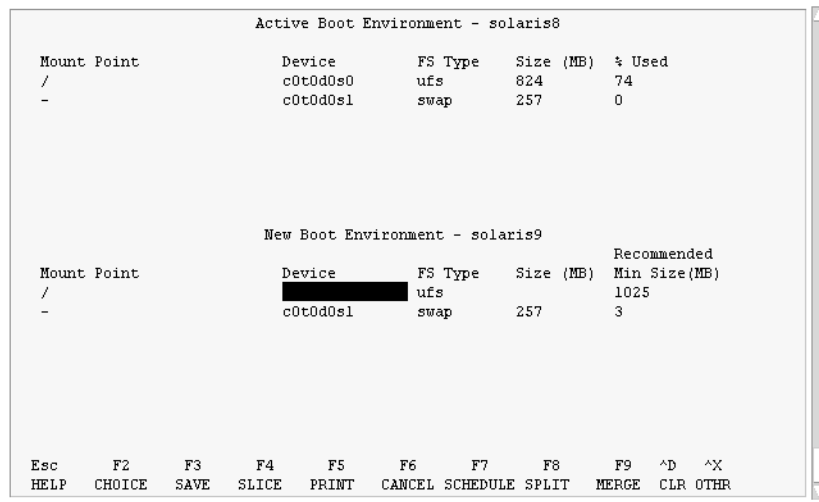 Active Boot Environment - solaris8
Mount Point Device FS Type Size (MB) % Used
/ c0t0d0s0 ufs 824 74
- c0t0d0s1 swap 257 0
New Boot Environment - solaris9
Recommended
Mount Point Device FS Type Size (MB) Min Size(MB)
/ ufs 1025
- c0t0d0s1 swap 257 3
Esc F2 F3 F4 F5 F6 F7 F8 F9 ^D ^X
HELP CHOICE SAVE SLICE PRINT CANCEL SCHEDULE SPLIT MERGE CLR OTHR